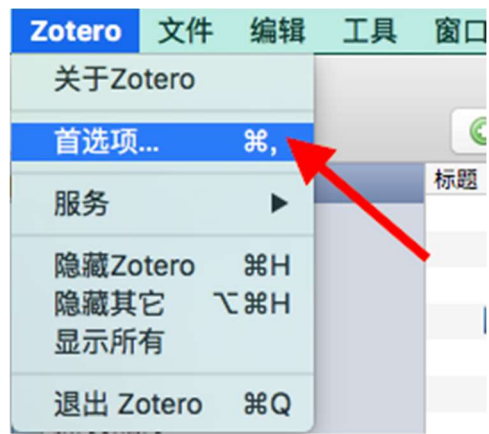 Zotero 文件 编辑 工具 窗口
关于Zotero
首选项... ⌘,
标题
服务 ▶
隐藏Zotero ⌘H
隐藏其它 ⌥⌘H
显示所有
退出 Zotero ⌘Q